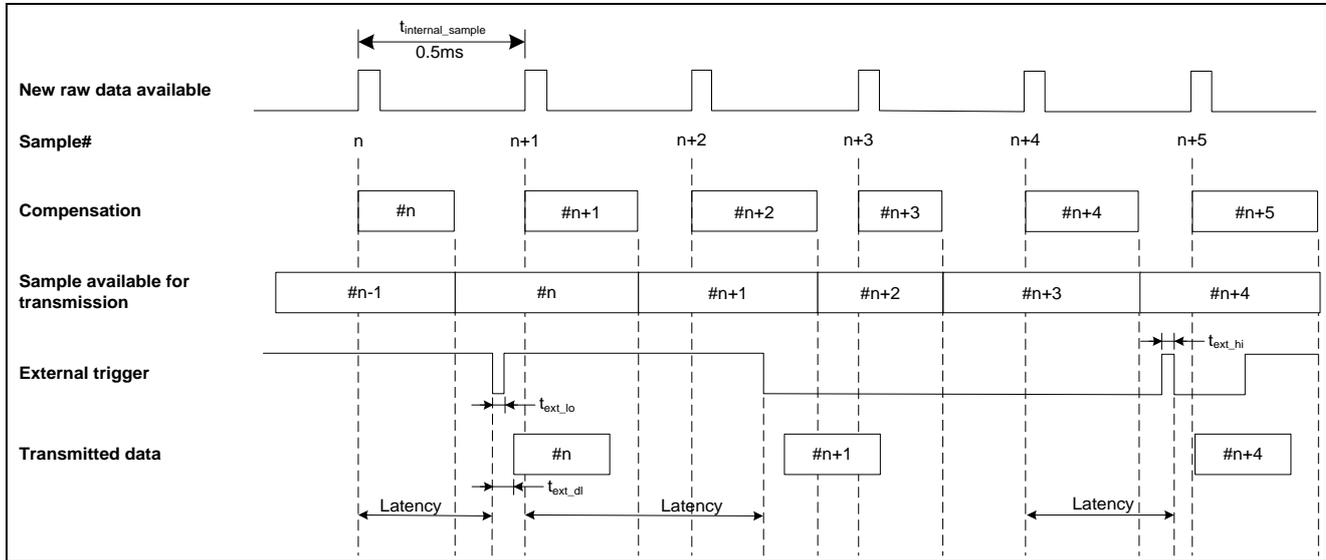 t_internal_sample
0.5ms
New raw data available
Sample#
n
n+1
n+2
n+3
n+4
n+5
Compensation
#n
#n+1
#n+2
#n+3
#n+4
#n+5
Sample available for
transmission
#n-1
#n
#n+1
#n+2
#n+3
#n+4
External trigger
t_ext_hi
t_ext_lo
Transmitted data
#n
#n+1
#n+4
t_ext_dl
Latency
Latency
Latency